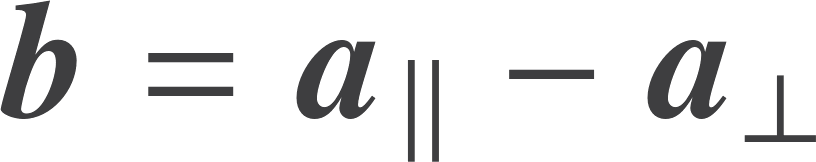 b = a∥ − a⊥